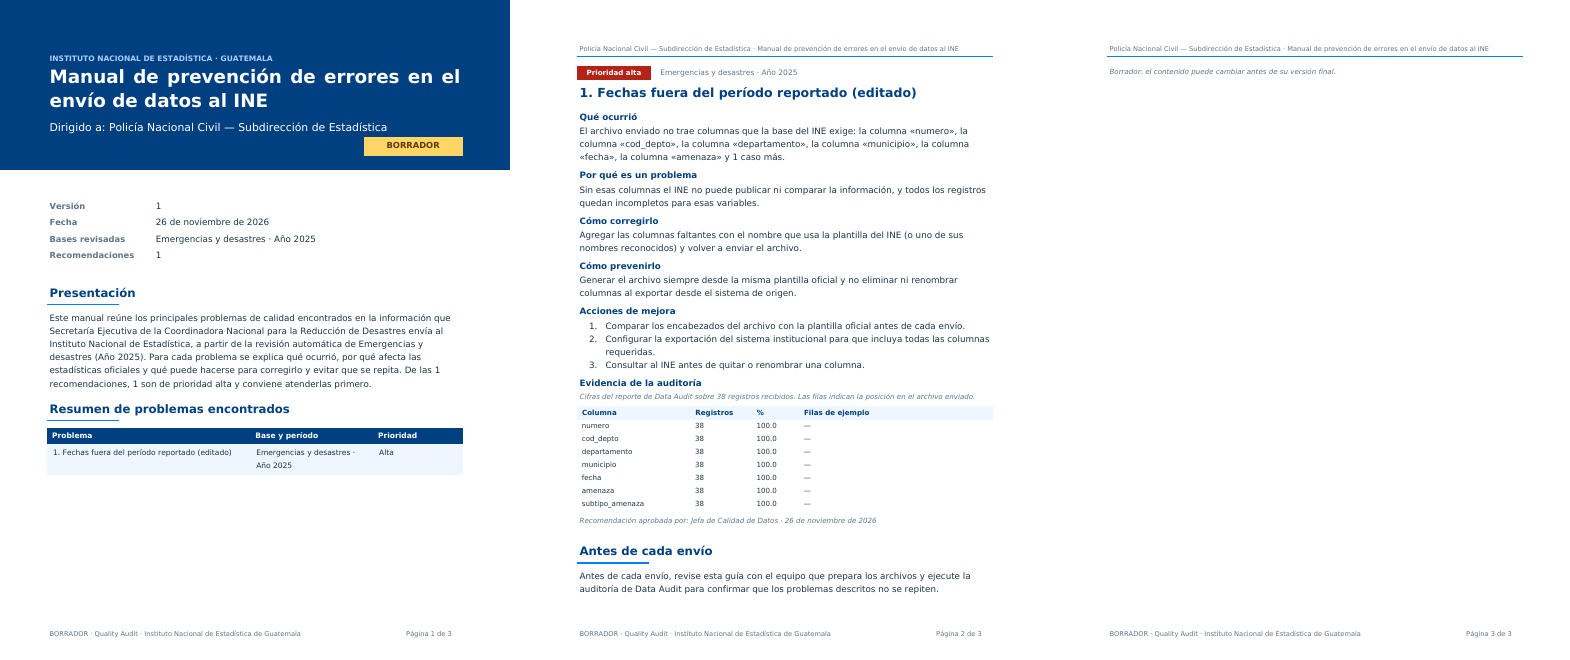 INSTITUTO NACIONAL DE ESTADÍSTICA · GUATEMALA
Manual de prevención de errores en el
envío de datos al INE
Dirigido a: Policía Nacional Civil — Subdirección de Estadística
BORRADOR
Versión 1
Fecha 26 de noviembre de 2026
Bases revisadas Emergencias y desastres · Año 2025
Recomendaciones 1
Presentación
Este manual reúne los principales problemas de calidad encontrados en la información que
Secretaría Ejecutiva de la Coordinadora Nacional para la Reducción de Desastres envía al
Instituto Nacional de Estadística, a partir de la revisión automática de Emergencias y
desastres (Año 2025). Para cada problema se explica qué ocurrió, por qué afecta las
estadísticas oficiales y qué puede hacerse para corregirlo y evitar que se repita. De las 1
recomendaciones, 1 son de prioridad alta y conviene atenderlas primero.
Resumen de problemas encontrados
Problema Base y período Prioridad
1. Fechas fuera del período reportado (editado) Emergencias y desastres · Alta
Año 2025
BORRADOR · Quality Audit · Instituto Nacional de Estadística de Guatemala Página 1 de 3
Policía Nacional Civil — Subdirección de Estadística · Manual de prevención de errores en el envío de datos al INE
Prioridad alta Emergencias y desastres · Año 2025
1. Fechas fuera del período reportado (editado)
Qué ocurrió
El archivo enviado no trae columnas que la base del INE exige: la columna «numero», la
columna «cod_depto», la columna «departamento», la columna «municipio», la columna
«fecha», la columna «amenaza» y 1 caso más.
Por qué es un problema
Sin esas columnas el INE no puede publicar ni comparar la información, y todos los registros
quedan incompletos para esas variables.
Cómo corregirlo
Agregar las columnas faltantes con el nombre que usa la plantilla del INE (o uno de sus
nombres reconocidos) y volver a enviar el archivo.
Cómo prevenirlo
Generar el archivo siempre desde la misma plantilla oficial y no eliminar ni renombrar
columnas al exportar desde el sistema de origen.
Acciones de mejora
1. Comparar los encabezados del archivo con la plantilla oficial antes de cada envío.
2. Configurar la exportación del sistema institucional para que incluya todas las columnas
requeridas.
3. Consultar al INE antes de quitar o renombrar una columna.
Evidencia de la auditoría
Cifras del reporte de Data Audit sobre 38 registros recibidos. Las filas indican la posición en el archivo enviado.
Columna Registros % Filas de ejemplo
numero 38 100.0 —
cod_depto 38 100.0 —
departamento 38 100.0 —
municipio 38 100.0 —
fecha 38 100.0 —
amenaza 38 100.0 —
subtipo_amenaza 38 100.0 —
Recomendación aprobada por: Jefa de Calidad de Datos · 26 de noviembre de 2026
Antes de cada envío
Antes de cada envío, revise esta guía con el equipo que prepara los archivos y ejecute la
auditoría de Data Audit para confirmar que los problemas descritos no se repiten.
BORRADOR · Quality Audit · Instituto Nacional de Estadística de Guatemala Página 2 de 3
Policía Nacional Civil — Subdirección de Estadística · Manual de prevención de errores en el envío de datos al INE
Borrador: el contenido puede cambiar antes de su versión final.
BORRADOR · Quality Audit · Instituto Nacional de Estadística de Guatemala Página 3 de 3